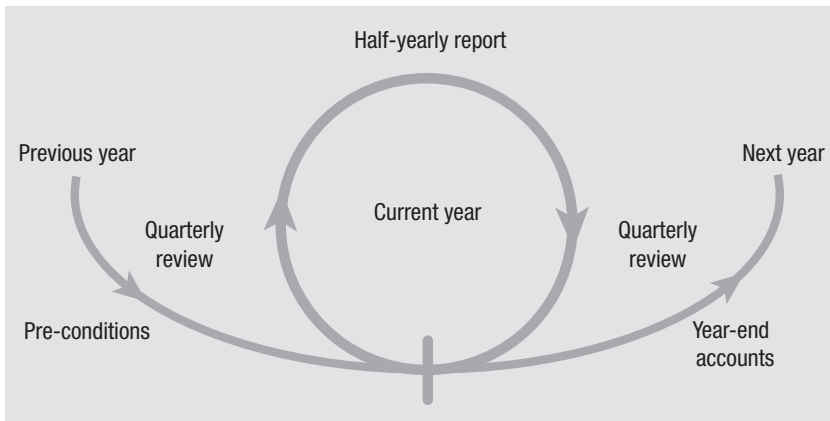 Half-yearly report
Previous year
Next year
Current year
Quarterly
review
Quarterly
review
Pre-conditions
Year-end
accounts